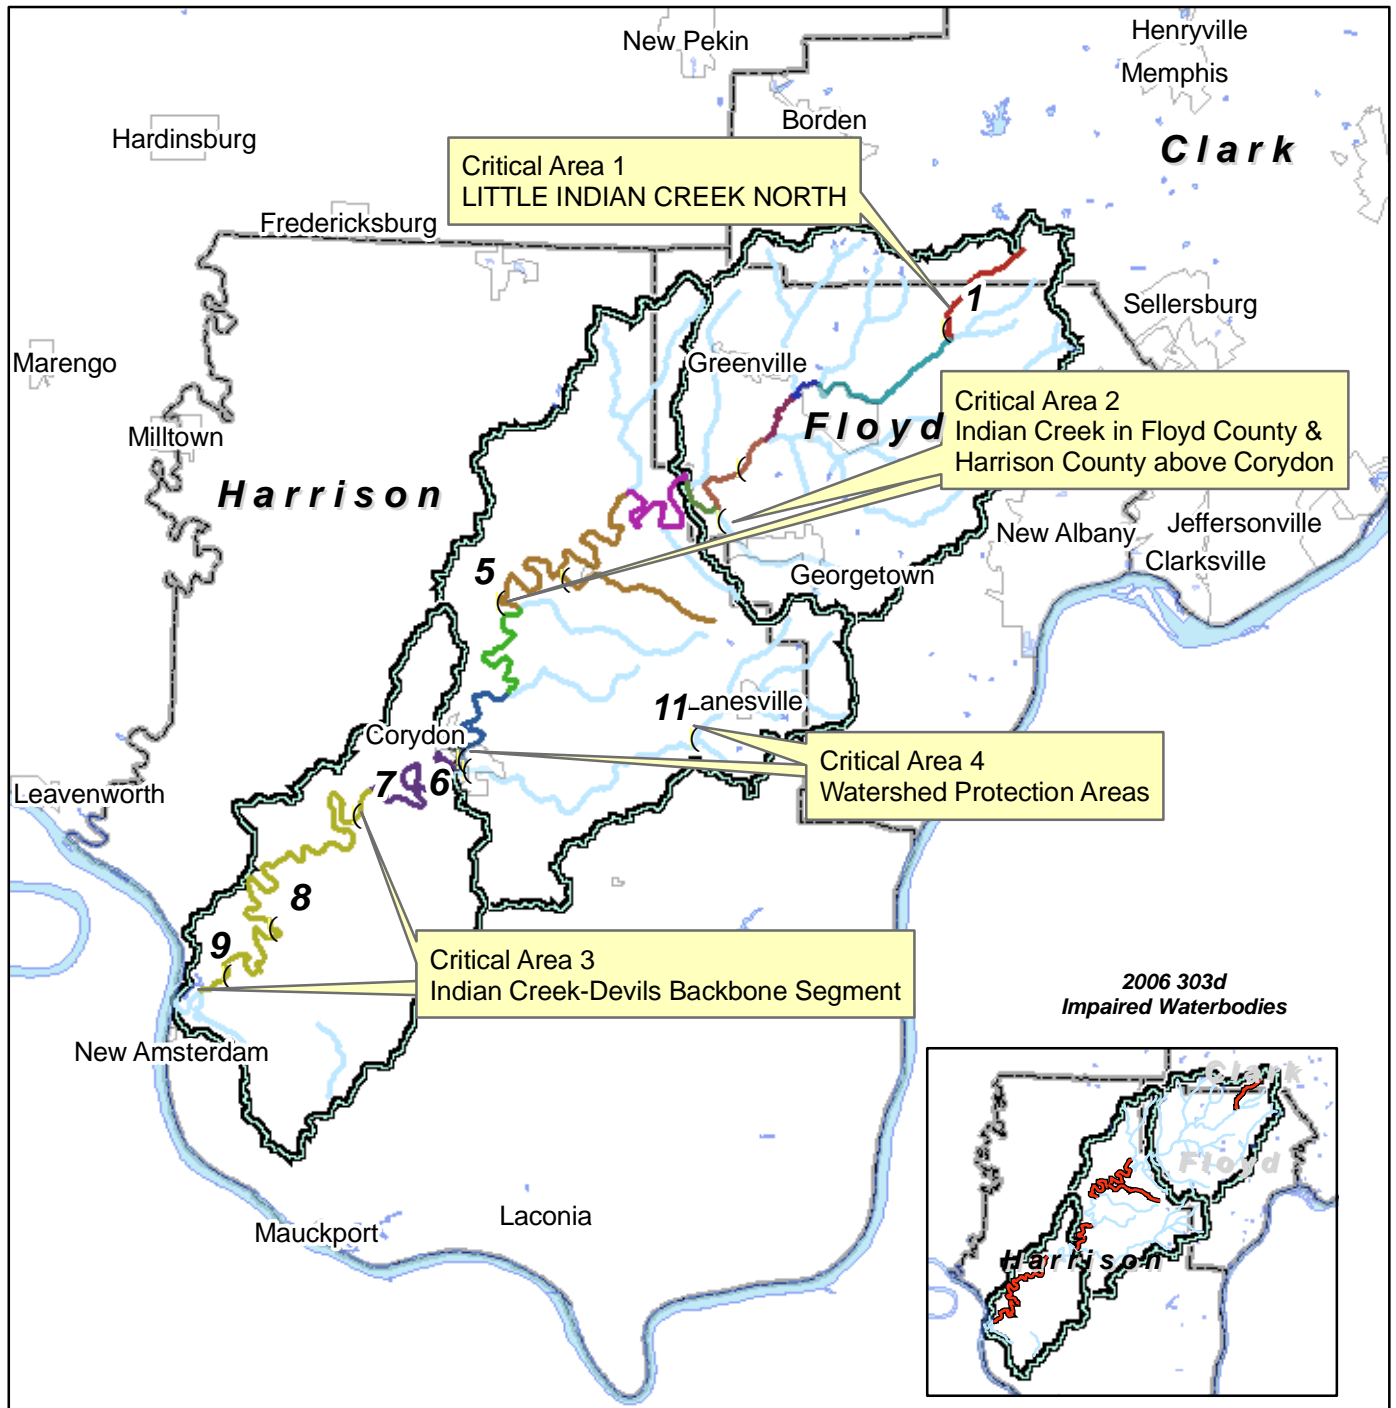 New Pekin
Henryville
Memphis
Borden
Hardinsburg
Clark
Critical Area 1
LITTLE INDIAN CREEK NORTH
Fredericksburg
1
Sellersburg
Marengo
Greenville
Critical Area 2
Indian Creek in Floyd County &
Harrison County above Corydon
Floyd
Milltown
Harrison
New Albany
Jeffersonville
Clarksville
5
Georgetown
11
Lanesville
Corydon
Critical Area 4
Watershed Protection Areas
7
6
Leavenworth
8
9
Critical Area 3
Indian Creek-Devils Backbone Segment
2006 303d
Impaired Waterbodies
New Amsterdam
Clark
Floyd
Laconia
Mauckport
Harrison